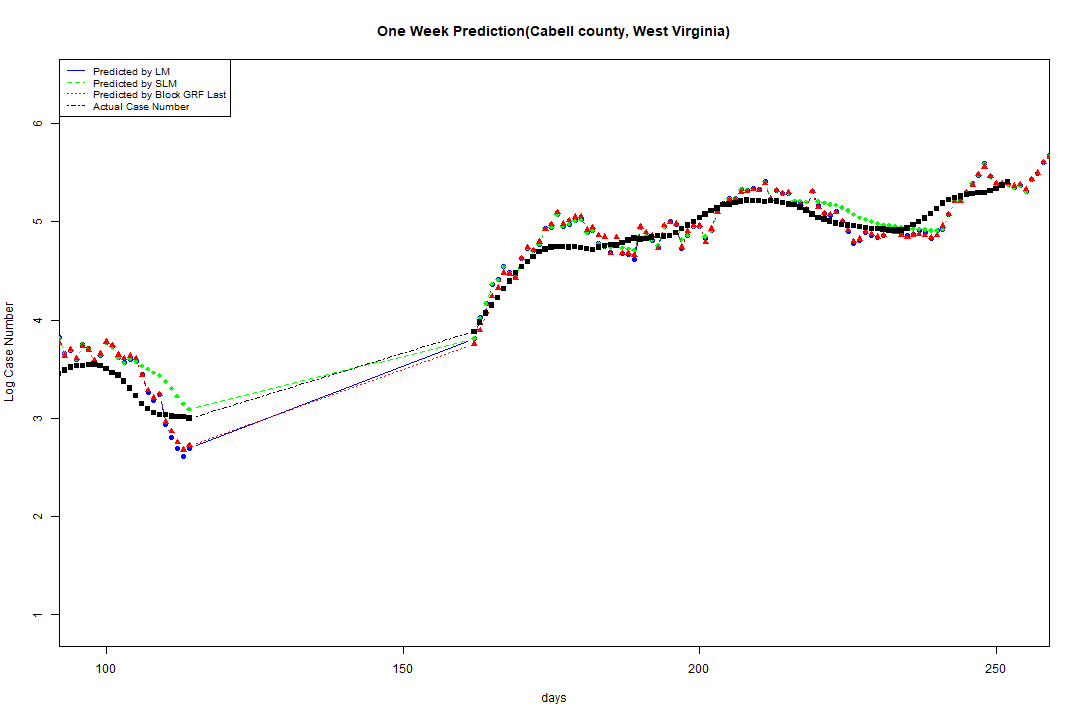 One Week Prediction(Cabell county, West Virginia)
Predicted by LM
Predicted by SLM
Predicted by Block GRF Last
Actual Case Number
6
5
4
3
2
1
Log Case Number
100 150 200 250
days